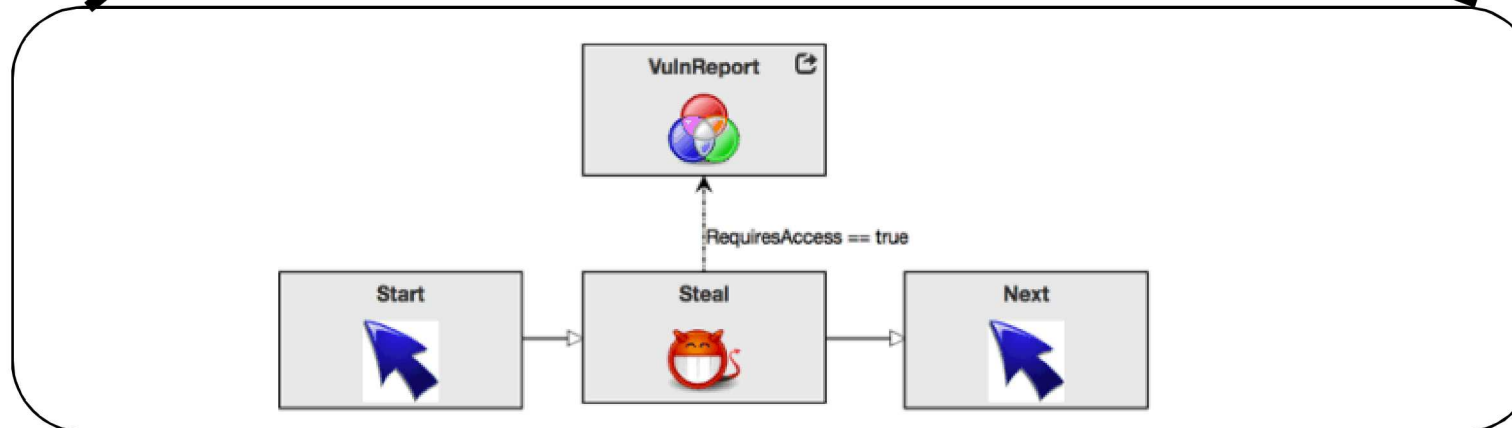 VulnReport
RequiresAccess == true
Start
Steal
Next